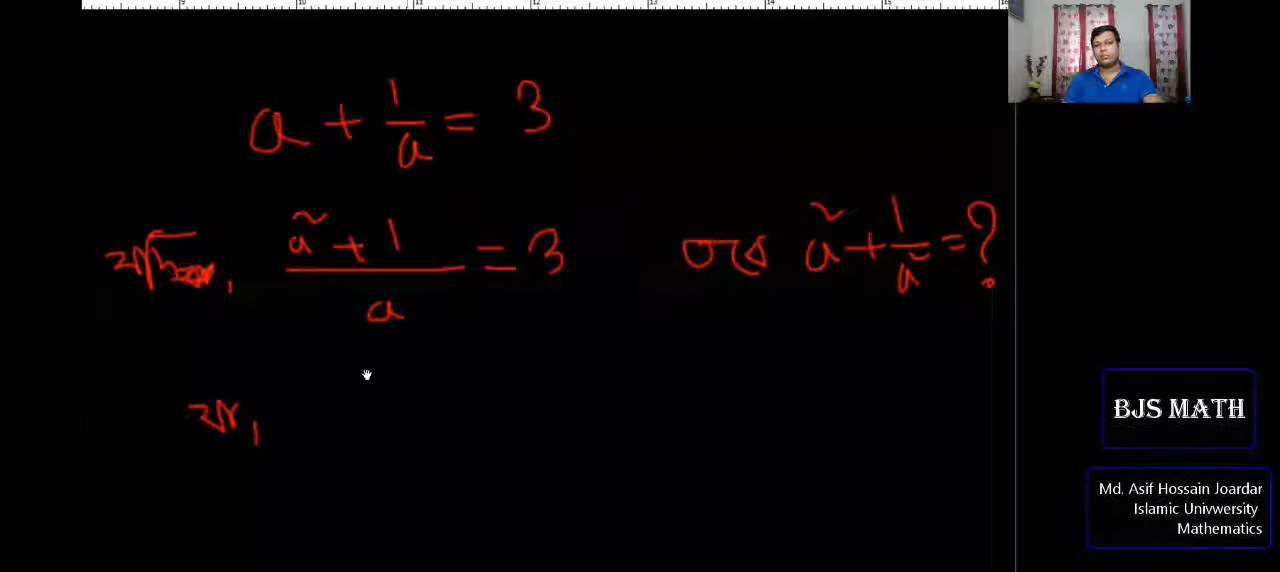 a + 1/a = 3
a² + 1 / a = 3 তবে a² + 1/a² = ?
বা,
BJS MATH
Md. Asif Hossain Joardar
Islamic Univwersity
Mathematics